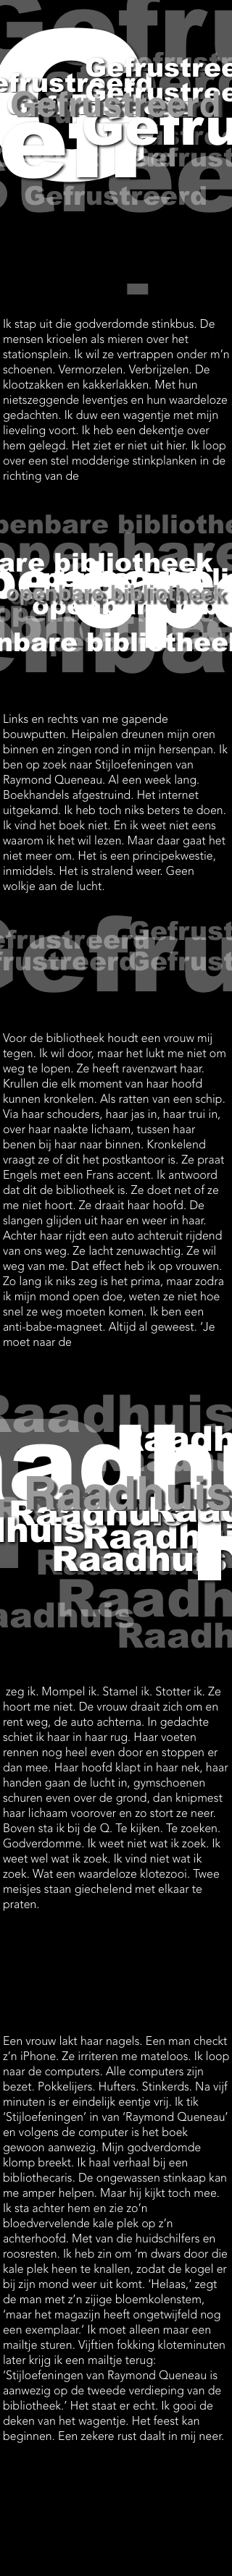 Gefrustreerd
Gefrustreerd
Gefrustreerd
Gefrustreerd
Ik stap uit die godverdomde stinkbus. De
mensen krioelen als mieren over het
stationsplein. Ik wil ze vertrappen onder m’n
schoenen. Vermorzelen. Verbrijzelen. De
klootzakken en kakkerlakken. Met hun
nietszeggende leventjes en hun waardeloze
gedachten. Ik duw een wagentje met mijn
lieveling voort. Ik heb een dekentje over
hem gelegd. Het ziet er niet uit hier. Ik loop
over een stel modderige stinkplanken in de
richting van de
openbare bibliotheek
openbare bibliotheek
openbare bibliotheek
openbare bibliotheek
Links en rechts van me gapende
bouwputten. Heipalen dreunen mijn oren
binnen en zingen rond in mijn hersenpan. Ik
ben op zoek naar Stijloefeningen van
Raymond Queneau. Al een week lang.
Boekhandels afgestruind. Het internet
uitgekamd. Ik heb toch niks beters te doen.
Ik vind het boek niet. En ik weet niet eens
waarom ik het wil lezen. Maar daar gaat het
niet meer om. Het is een principekwestie,
inmiddels. Het is stralend weer. Geen
wolkje aan de lucht.
Gefrustreerd
Gefrustreerd
Voor de bibliotheek houdt een vrouw mij
tegen. Ik wil door, maar het lukt me niet om
weg te lopen. Ze heeft ravenzwart haar.
Krullen die elk moment van haar hoofd
kunnen kronkelen. Als ratten van een schip.
Via haar schouders, haar jas in, haar trui in,
over haar naakte lichaam, tussen haar
benen bij haar naar binnen. Kronkelend
vraagt ze of dit het postkantoor is. Ze praat
Engels met een Frans accent. Ik antwoord
dat dit de bibliotheek is. Ze doet net of ze
me niet hoort. Ze draait haar hoofd. De
slangen glijden uit haar en weer in haar.
Achter haar rijdt een auto achteruit rijdend
van ons weg. Ze lacht zenuwachtig. Ze wil
weg van me. Dat effect heb ik op vrouwen.
Zo lang ik niks zeg is het prima, maar zodra
ik mijn mond open doe, weten ze niet hoe
snel ze weg moeten komen. Ik ben een
anti-babe-magneet. Altijd al geweest. ‘Je
moet naar de
Raadhuis
Raadhuis
Raadhuis
Raadhuis
Raadhuis
zeg ik. Mompel ik. Stamel ik. Stotter ik. Ze
hoort me niet. De vrouw draait zich om en
rent weg, de auto achterna. In gedachte
schiet ik haar in haar rug. Haar voeten
rennen nog heel even door en stoppen er
dan mee. Haar hoofd klapt in haar nek, haar
handen gaan de lucht in, gymschoenen
schuren even over de grond, dan knipmest
haar lichaam voorover en zo stort ze neer.
Boven sta ik bij de Q. Te kijken. Te zoeken.
Godverdomme. Ik weet niet wat ik zoek. Ik
weet wel wat ik zoek. Ik vind niet wat ik
zoek. Wat een waardeloze klotezooi. Twee
meisjes staan giechelend met elkaar te
praten.
Een vrouw lakt haar nagels. Een man checkt
z’n iPhone. Ze irriteren me mateloos. Ik loop
naar de computers. Alle computers zijn
bezet. Pokkelijers. Hufters. Stinkerds. Na vijf
minuten is er eindelijk eentje vrij. Ik tik
‘Stijloefeningen’ in van ‘Raymond Queneau’
en volgens de computer is het boek
gewoon aanwezig. Mijn godverdomde
klomp breekt. Ik haal verhaal bij een
bibliothecaris. De ongewassen stinkaap kan
me amper helpen. Maar hij kijkt toch mee.
Ik sta achter hem en zie zo’n
bloedvervelende kale plek op z’n
achterhoofd. Met van die huidschilfers en
roosresten. Ik heb zin om ‘m dwars door die
kale plek heen te knallen, zodat de kogel er
bij zijn mond weer uit komt. ‘Helaas,’ zegt
de man met z’n zijige bloemkolenstem,
‘maar het magazijn heeft ongetwijfeld nog
een exemplaar.’ Ik moet alleen maar een
mailtje sturen. Vijftien fokking kloteminuten
later krijg ik een mailtje terug:
‘Stijloefeningen van Raymond Queneau is
aanwezig op de tweede verdieping van de
bibliotheek.’ Het staat er echt. Ik gooi de
deken van het wagentje. Het feest kan
beginnen. Een zekere rust daalt in mij neer.